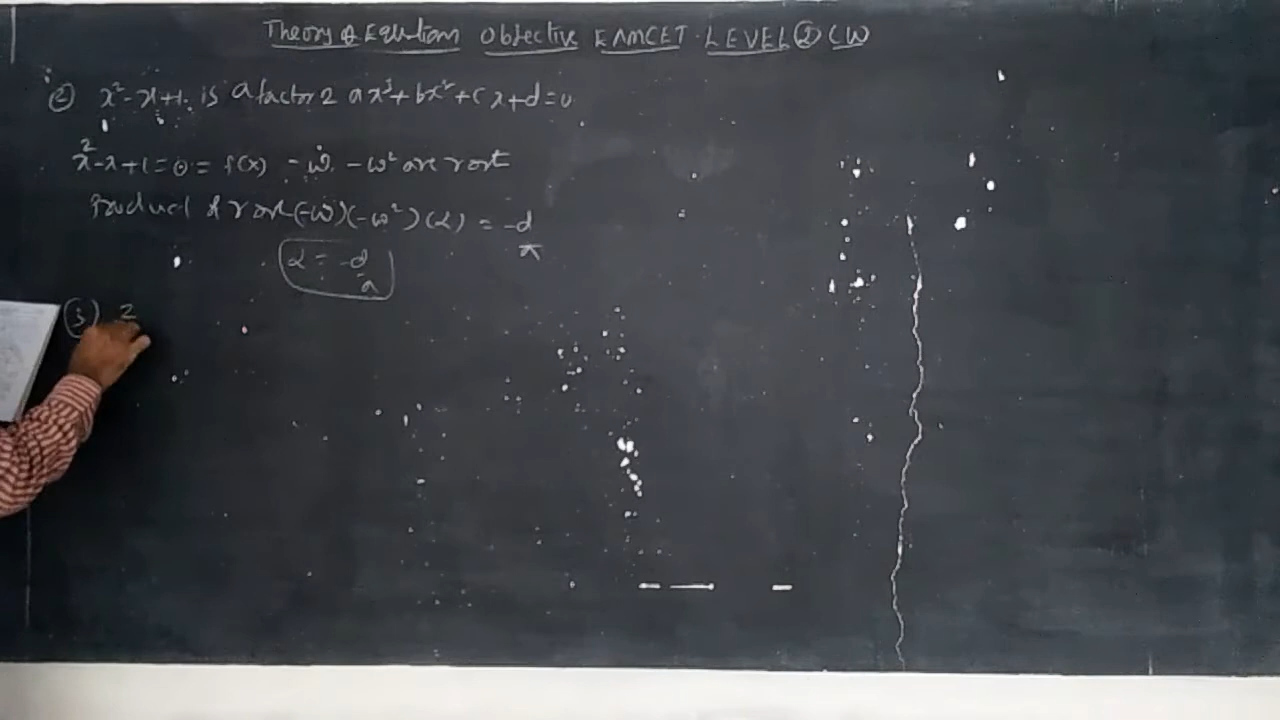 Theory of Equations Objective EAMCET LEVEL ② CW
② x² - x + 1 is a factor 2 ax³ + bx² + cx + d = 0
x² - x + 1 = 0 = f(x) - ω, - ω² are root
Product of root (-ω)(-ω²)(α) = -d/a
α = -d/a
③ 2